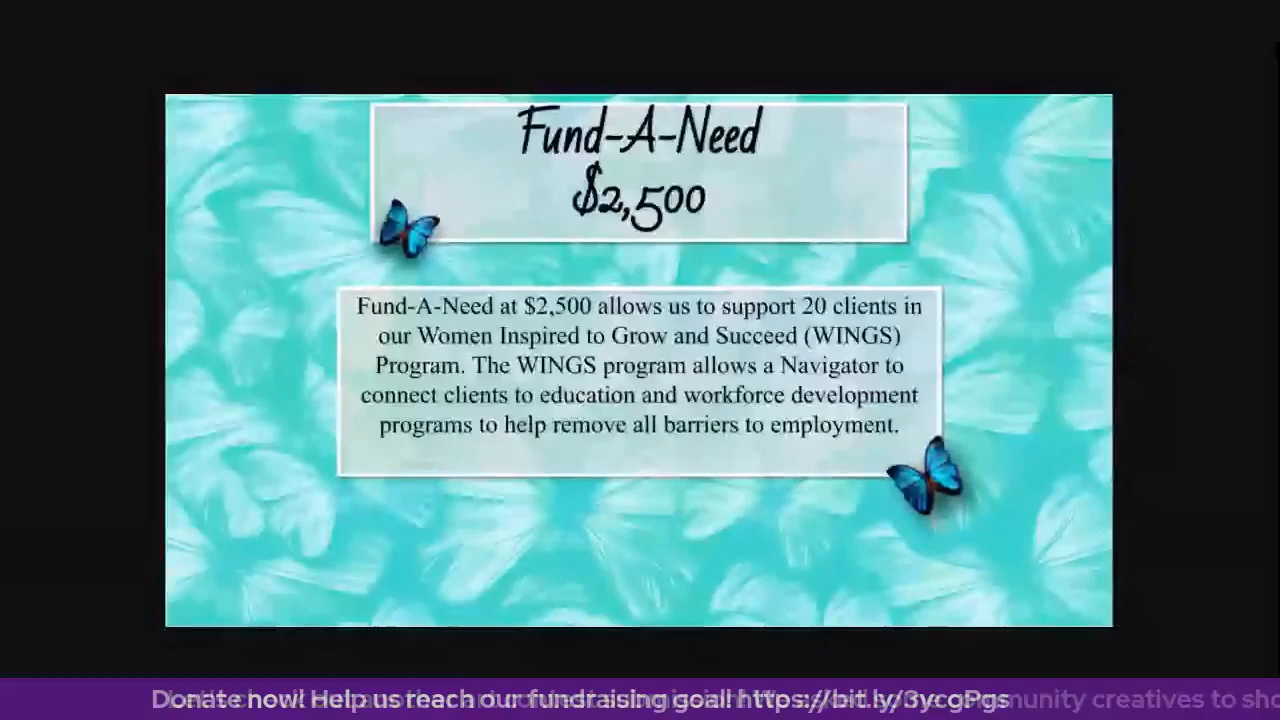 Fund-A-Need
$2,500
Fund-A-Need at $2,500 allows us to support 20 clients in
our Women Inspired to Grow and Succeed (WINGS)
Program. The WINGS program allows a Navigator to
connect clients to education and workforce development
programs to help remove all barriers to employment.
Donate now! Help us reach our fundraising goal! https://bit.ly/3ycgPgs
creatives to